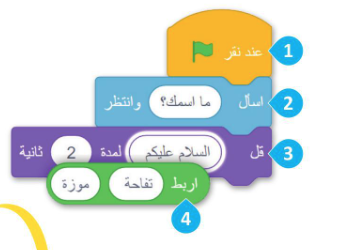 عند نقر 1
اسأل ما اسمك؟ وانتظر 2
قل السلام عليكم لمدة 2 ثانية 3
اربط تفاحة موزة
4